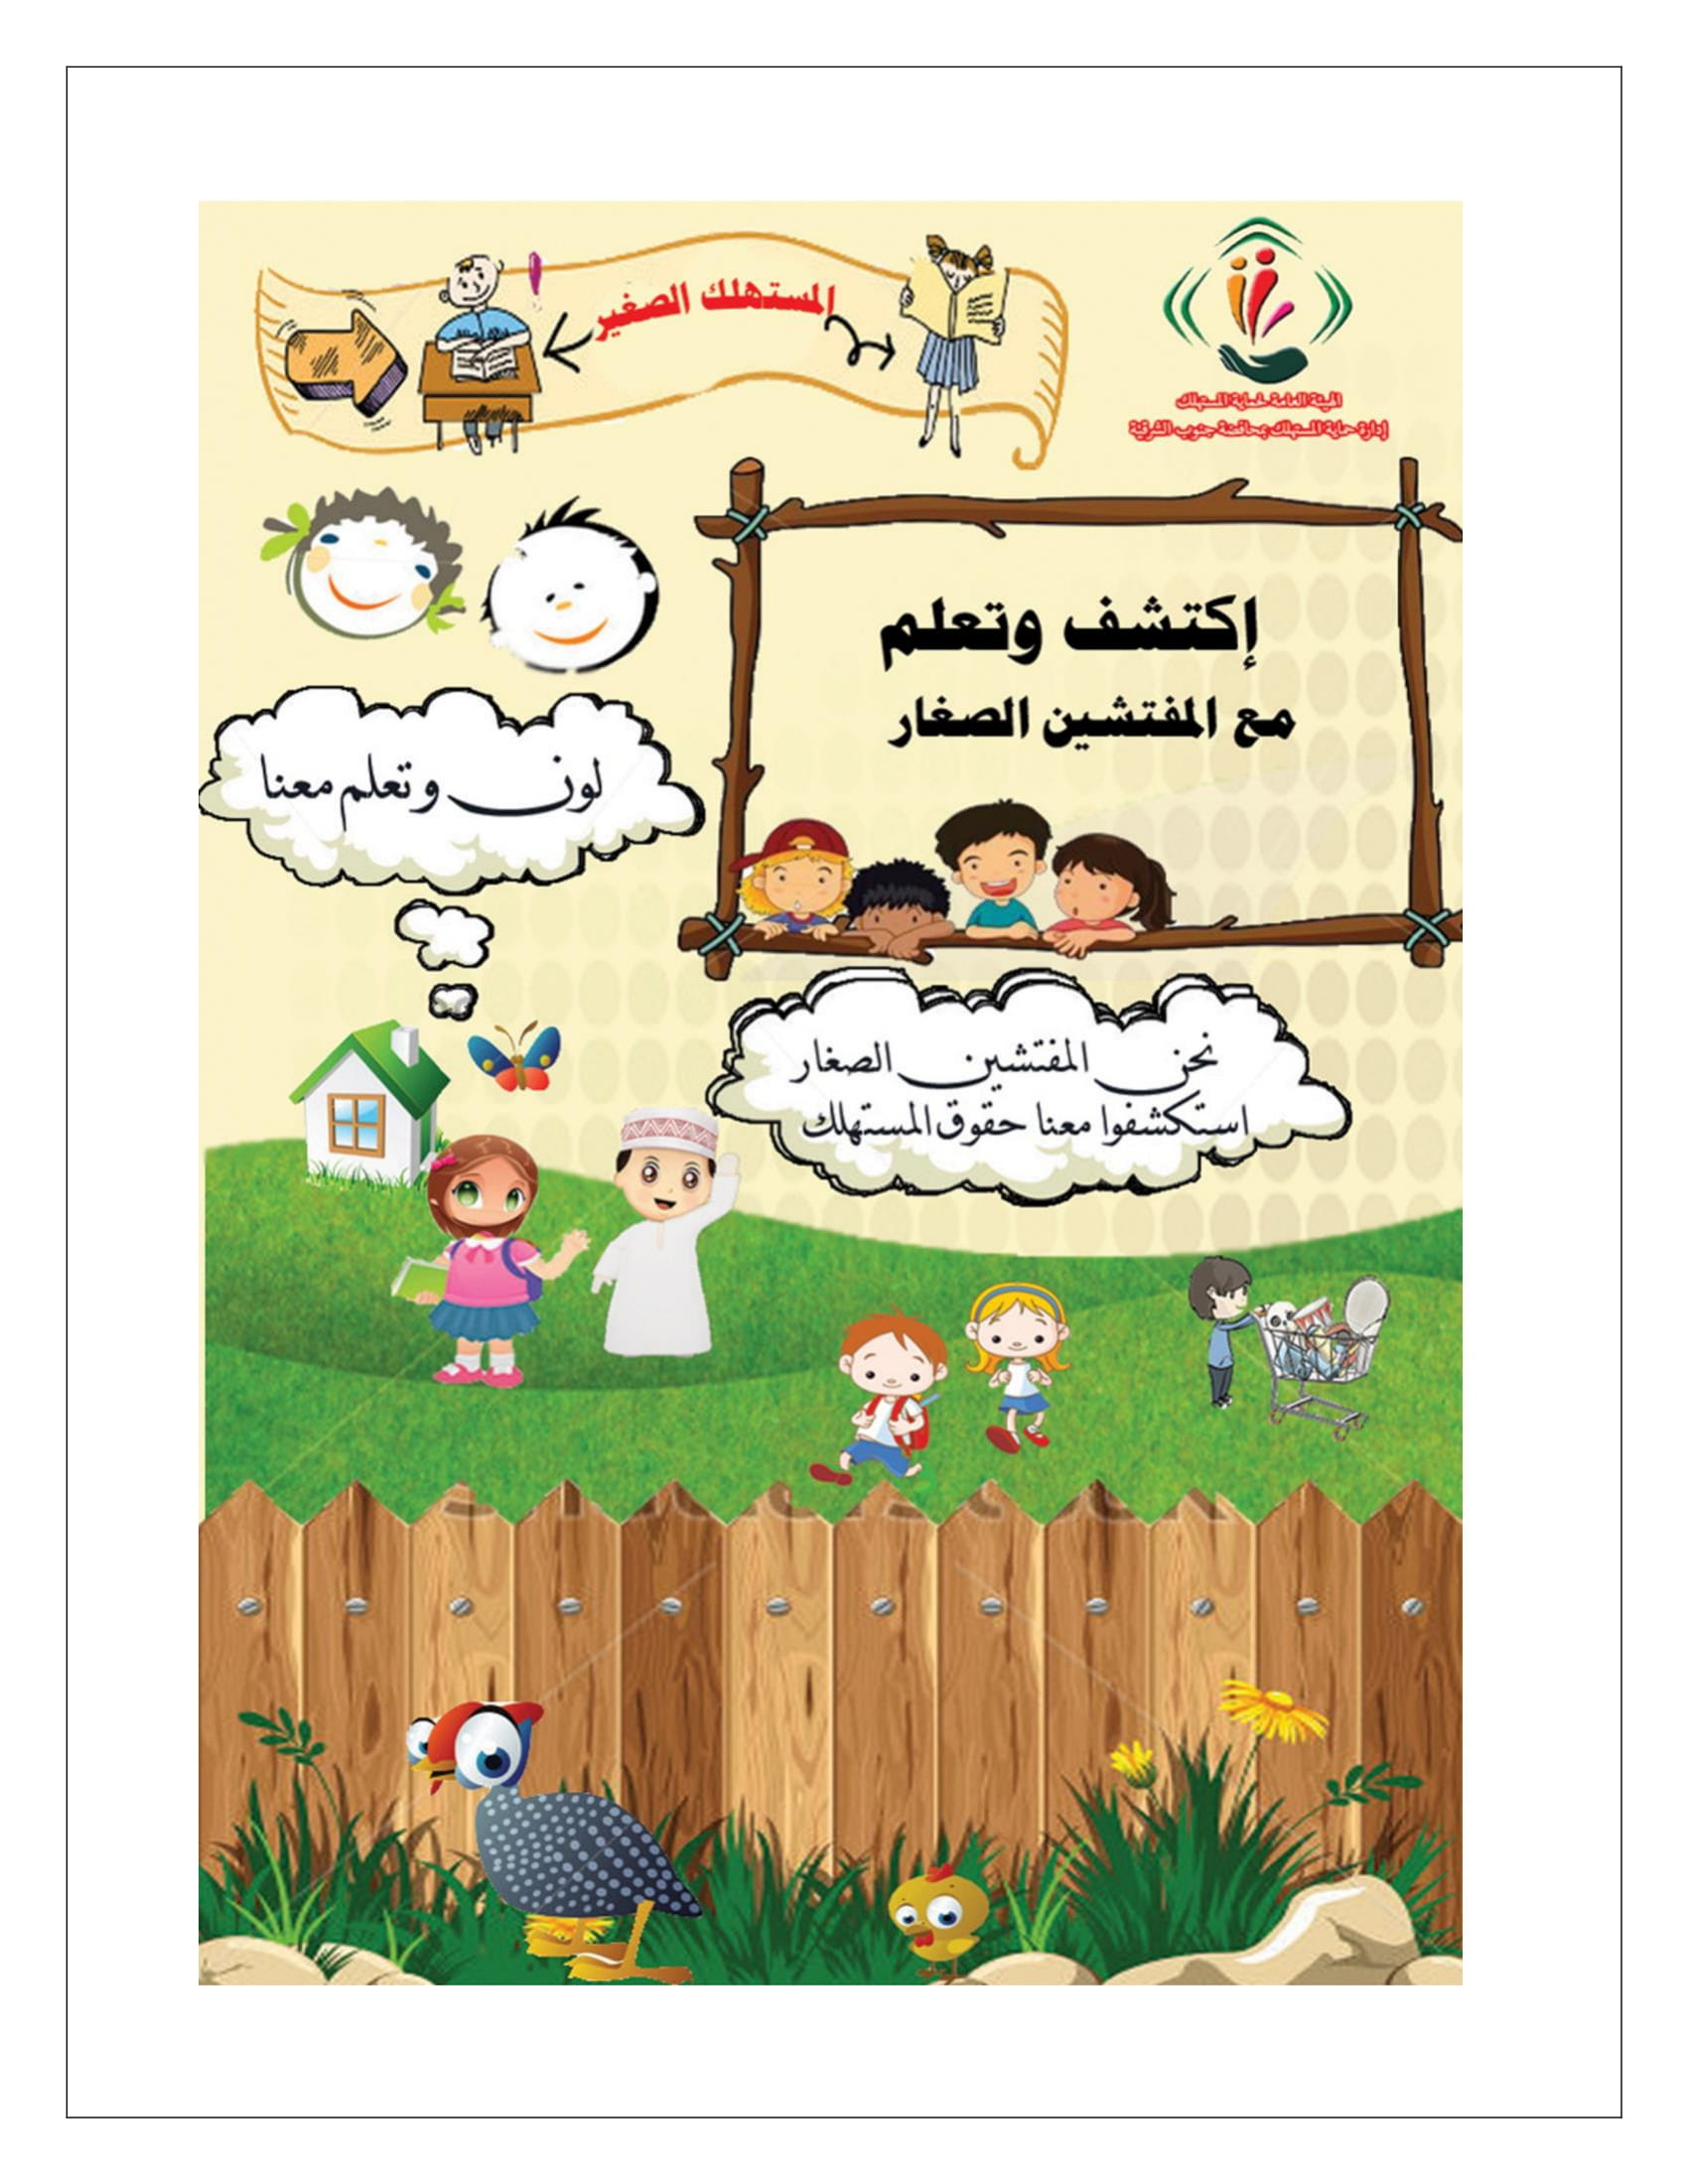 المستهلك الصغير
الهيئة العامة لحماية المستهلك
إدارة حماية المستهلك بمحافظة جنوب الشرقية
إكتشف وتعلم
مع المفتشين الصغار
لون وتعلم معنا
نحن المفتشين الصغار
استكشفوا معنا حقوق المستهلك